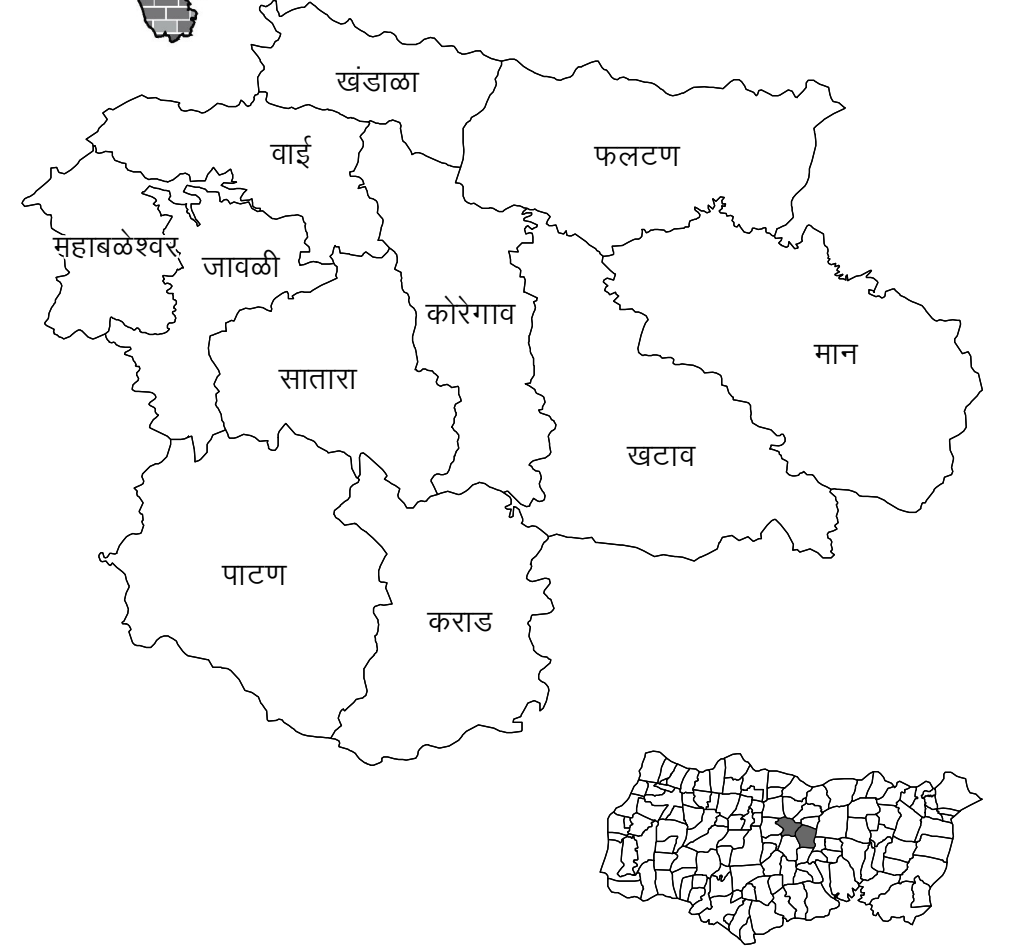 खंडाळा
वाई
फलटण
महाबळेश्वर
जावळी
कोरेगाव
मान
सातारा
खटाव
पाटण
कराड